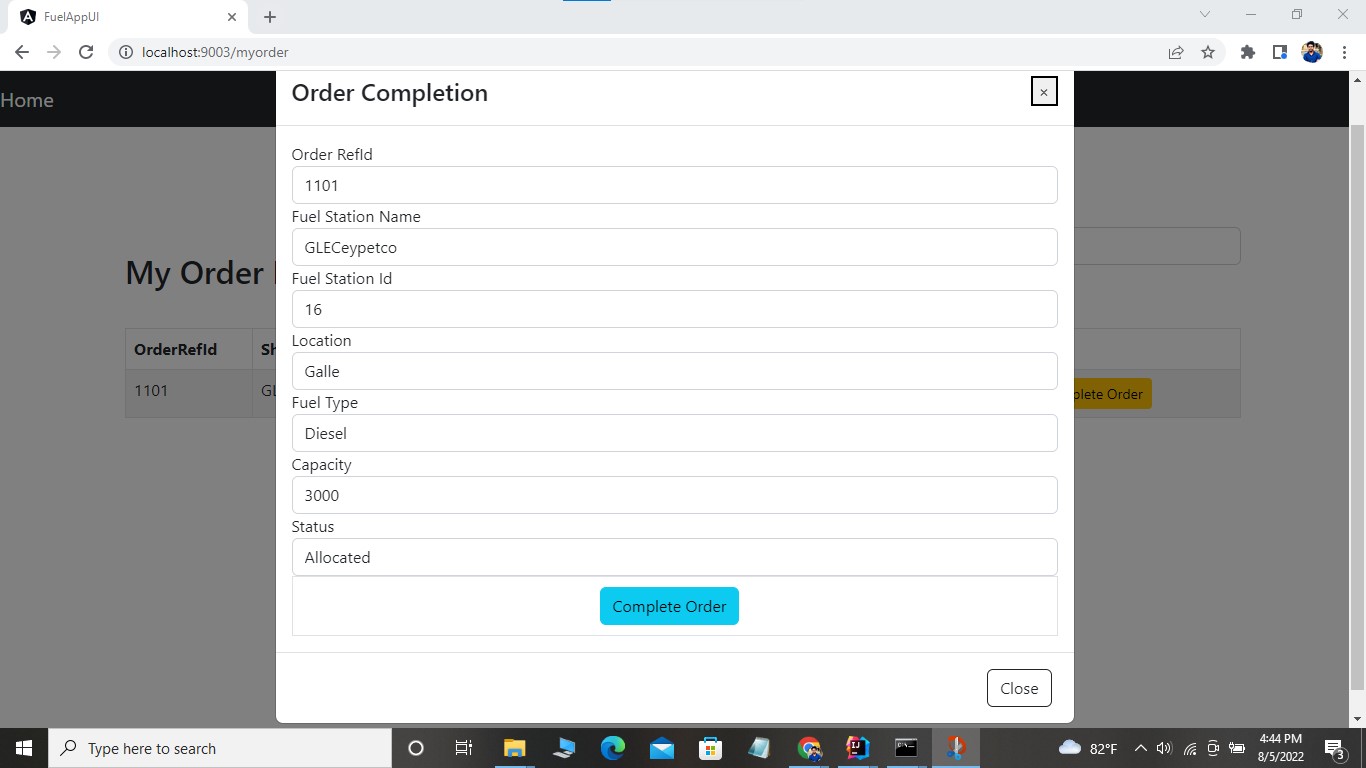 FuelAppUI
localhost:9003/myorder
Home
Order Completion
×
Order RefId
1101
Fuel Station Name
GLECeypetco
Fuel Station Id
16
Location
Galle
Fuel Type
Diesel
Capacity
3000
Status
Allocated
Complete Order
Close
My Order
OrderRefId
1101
plete Order
Type here to search
82°F
4:44 PM
8/5/2022
3